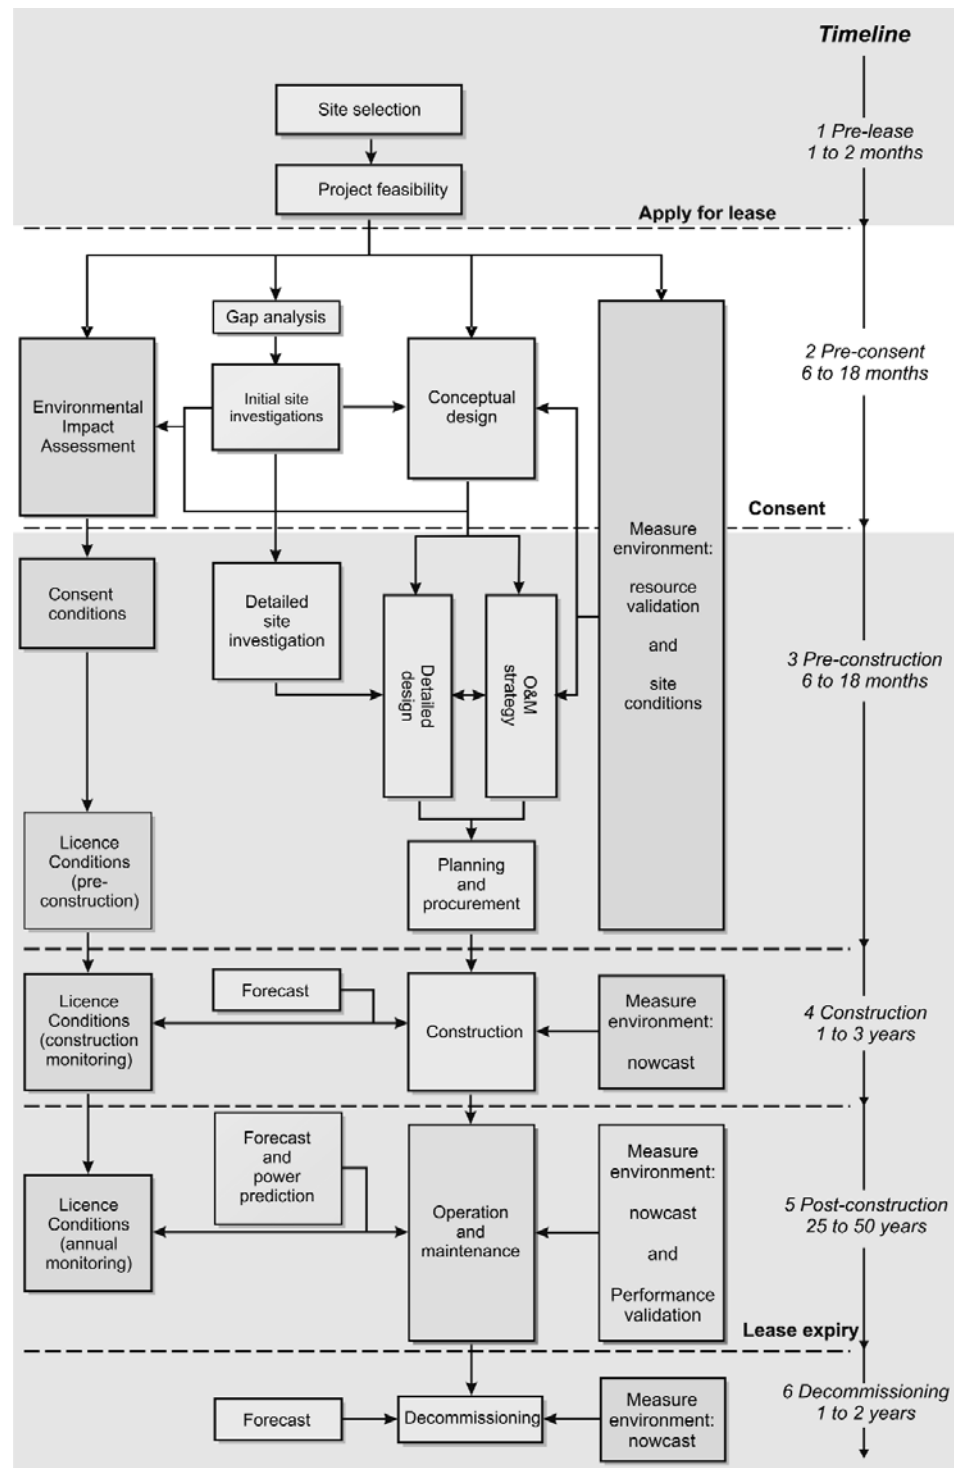 Timeline
Site selection
1 Pre-lease
1 to 2 months
Project feasibility
Apply for lease
Gap analysis
2 Pre-consent
6 to 18 months
Environmental
Impact
Assessment
Initial site
investigations
Conceptual
design
Consent
Measure
environment:
resource
validation
and
site
conditions
Consent
conditions
Detailed
site
investigation
Detailed
design
O&M
strategy
3 Pre-construction
6 to 18 months
Licence
Conditions
(pre-
construction)
Planning
and
procurement
Licence
Conditions
(construction
monitoring)
Forecast
Construction
Measure
environment:
nowcast
4 Construction
1 to 3 years
Forecast
and
power
prediction
Licence
Conditions
(annual
monitoring)
Operation
and
maintenance
Measure
environment:
nowcast
and
Performance
validation
5 Post-construction
25 to 50 years
Lease expiry
Forecast
Decommissioning
Measure
environment:
nowcast
6 Decommissioning
1 to 2 years